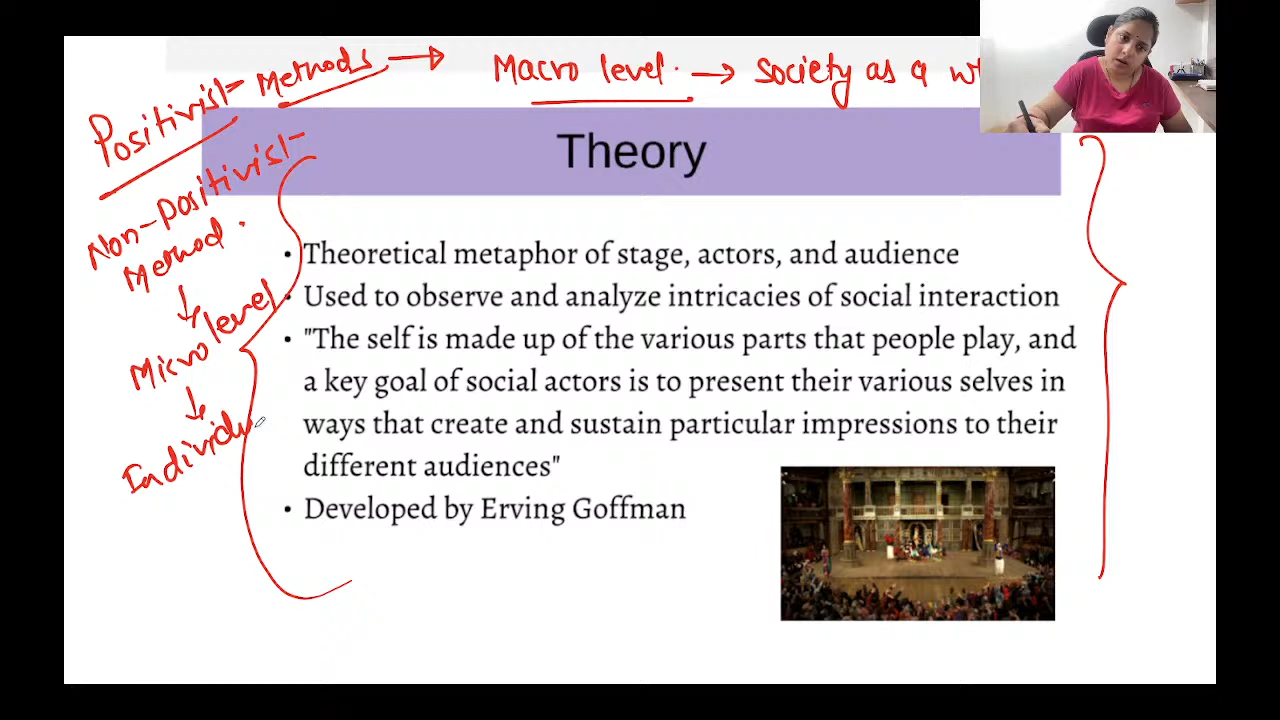 Positivist Methods → Macro level. → Society as a wh
Theory
Non-Positivist
Method.
↓
Micro level
↓
Individu
• Theoretical metaphor of stage, actors, and audience
• Used to observe and analyze intricacies of social interaction
• "The self is made up of the various parts that people play, and
a key goal of social actors is to present their various selves in
ways that create and sustain particular impressions to their
different audiences"
• Developed by Erving Goffman